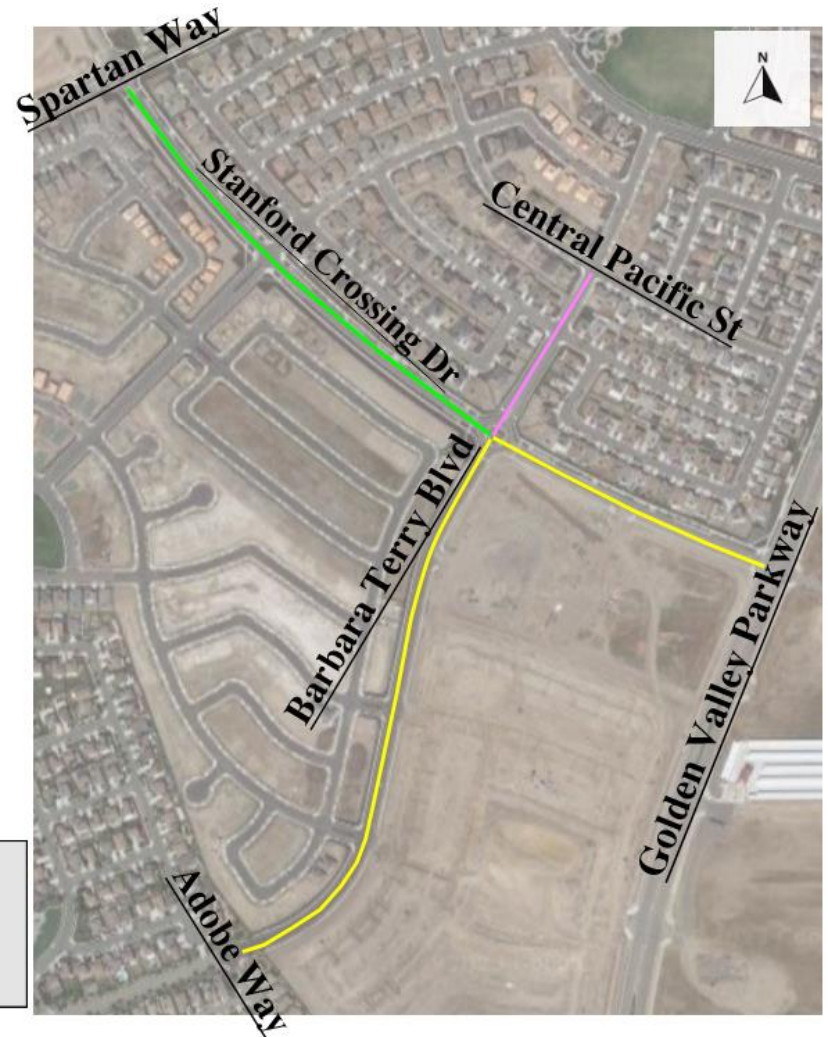 Spartan Way
N
Stanford Crossing Dr
Central Pacific St
Barbara Terry Blvd
Golden Valley Parkway
Adobe Way